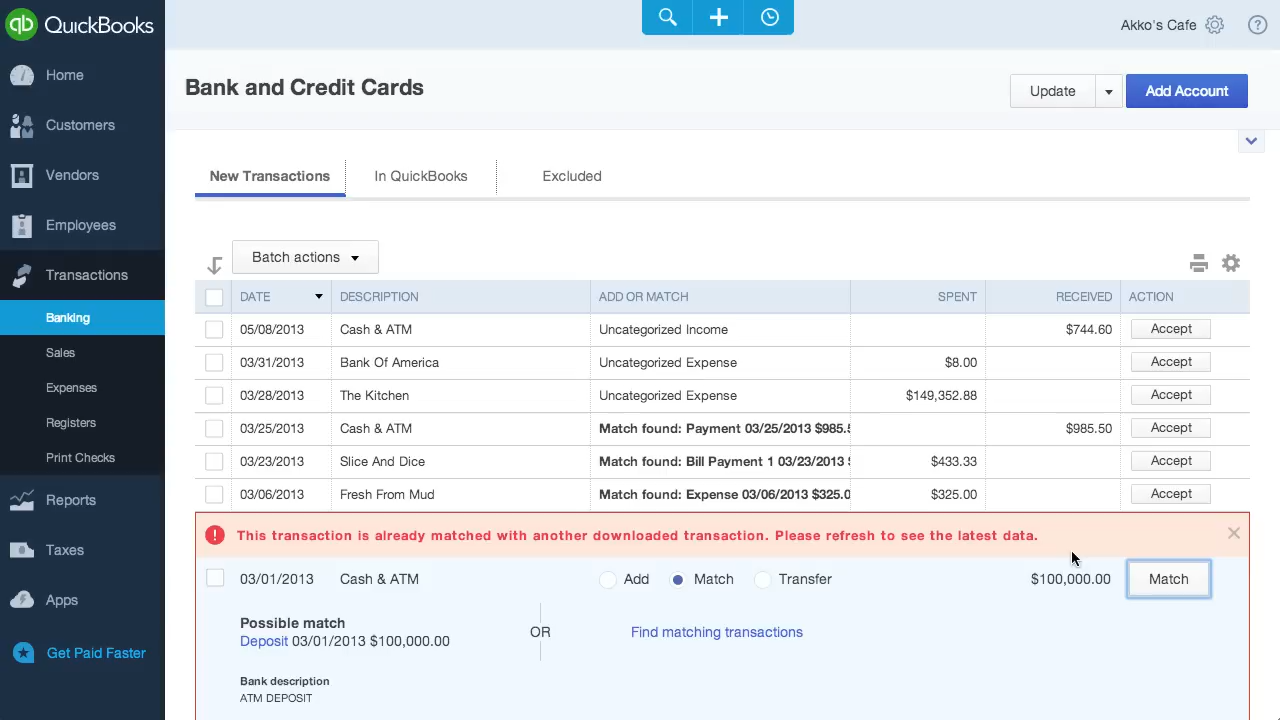 qb QuickBooks
Akko's Cafe
?
Home
Customers
Vendors
Employees
Transactions
Banking
Sales
Expenses
Registers
Print Checks
Reports
Taxes
Apps
Get Paid Faster
Bank and Credit Cards
Update
Add Account
New Transactions In QuickBooks Excluded
Batch actions
DATE DESCRIPTION ADD OR MATCH SPENT RECEIVED ACTION
05/08/2013 Cash & ATM Uncategorized Income $744.60 Accept
03/31/2013 Bank Of America Uncategorized Expense $8.00 Accept
03/28/2013 The Kitchen Uncategorized Expense $149,352.88 Accept
03/25/2013 Cash & ATM Match found: Payment 03/25/2013 $985.5 $985.50 Accept
03/23/2013 Slice And Dice Match found: Bill Payment 1 03/23/2013 $433.33 Accept
03/06/2013 Fresh From Mud Match found: Expense 03/06/2013 $325.0 $325.00 Accept
! This transaction is already matched with another downloaded transaction. Please refresh to see the latest data.
03/01/2013 Cash & ATM Add Match Transfer $100,000.00 Match
Possible match
Deposit 03/01/2013 $100,000.00
OR
Find matching transactions
Bank description
ATM DEPOSIT